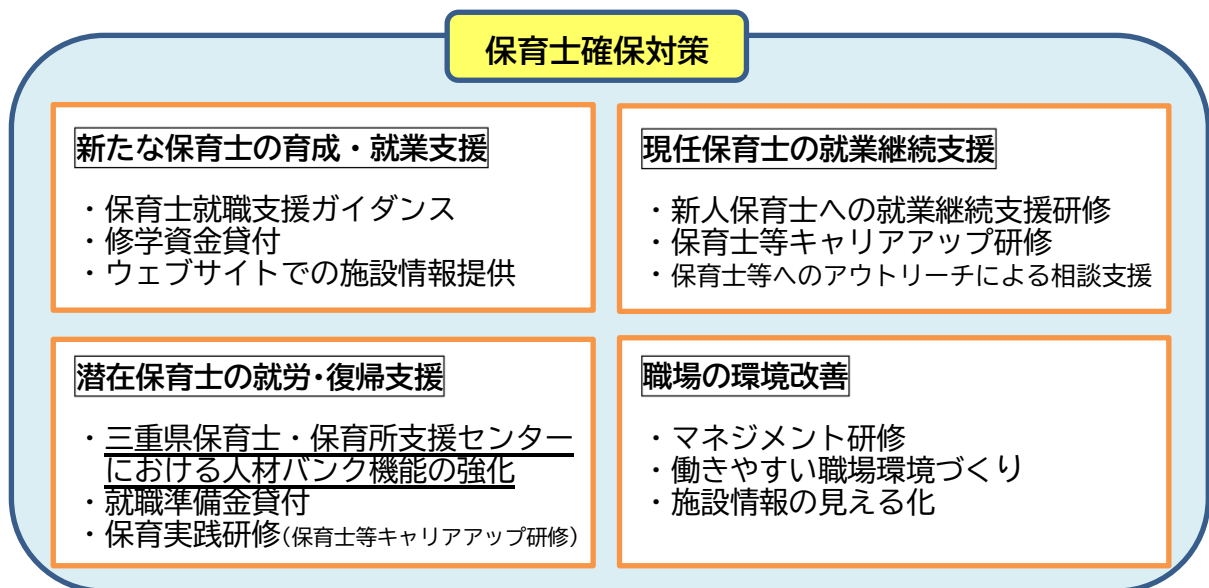 保育士確保対策
新たな保育士の育成・就業支援
・保育士就職支援ガイダンス
・修学資金貸付
・ウェブサイトでの施設情報提供
現任保育士の就業継続支援
・新人保育士への就業継続支援研修
・保育士等キャリアアップ研修
・保育士等へのアウトリーチによる相談支援
潜在保育士の就労･復帰支援
・三重県保育士・保育所支援センター
における人材バンク機能の強化
・就職準備金貸付
・保育実践研修(保育士等キャリアアップ研修)
職場の環境改善
・マネジメント研修
・働きやすい職場環境づくり
・施設情報の見える化